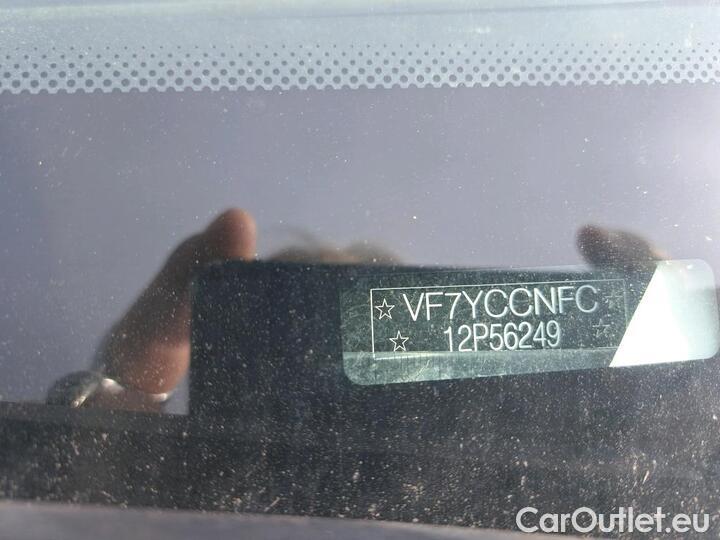 ☆ VF7YCCNFC ☆
☆ 12P56249 ☆
CarOutlet.eu